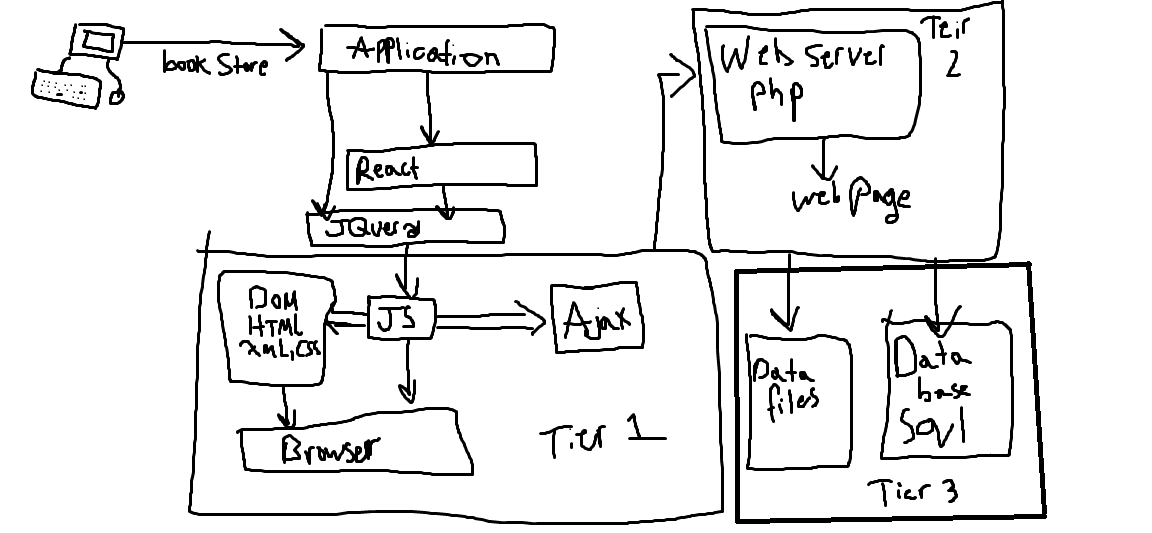 book Store
Application
React
JQuery
DOM
HTML
XML,CSS
JS
Ajax
Browser
Tier 1
Teir
2
Web Server
php
web Page
Data
files
Data
base
Sql
Tier 3